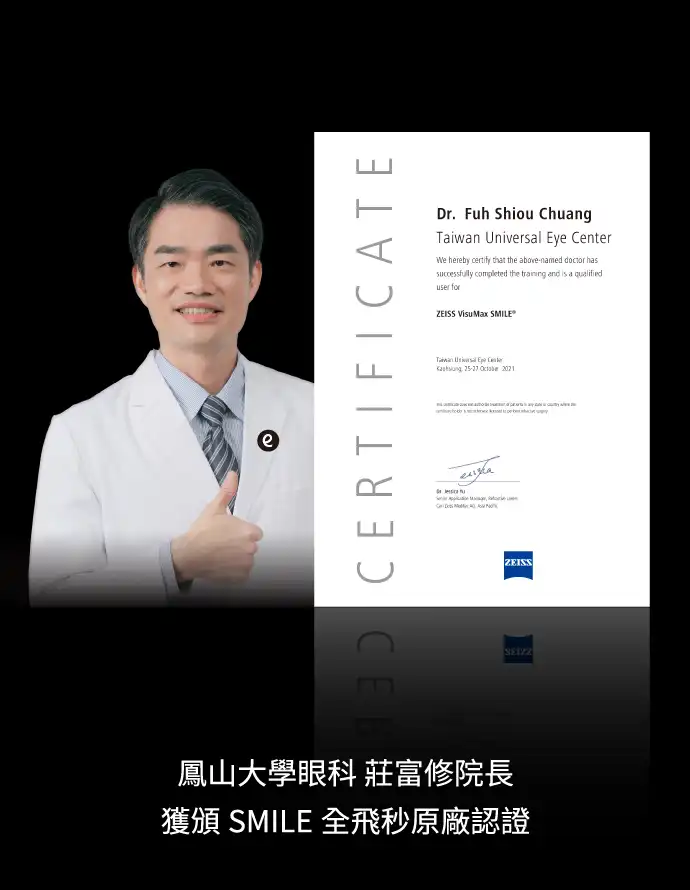 CERTIFICATE
Dr. Fuh Shiou Chuang
Taiwan Universal Eye Center
We hereby certify that the above-named doctor has
successfully completed the training and is a qualified
user for
ZEISS VisuMax SMILE®
Taiwan Universal Eye Center
Kaohsiung, 25-27 October 2021
Dr. Jessica Yu
Senior Application Manager, Refractive Lasers
Carl Zeiss Meditec AG, Asia Pacific
ZEISS
鳳山大學眼科 莊富修院長
獲頒 SMILE 全飛秒原廠認證